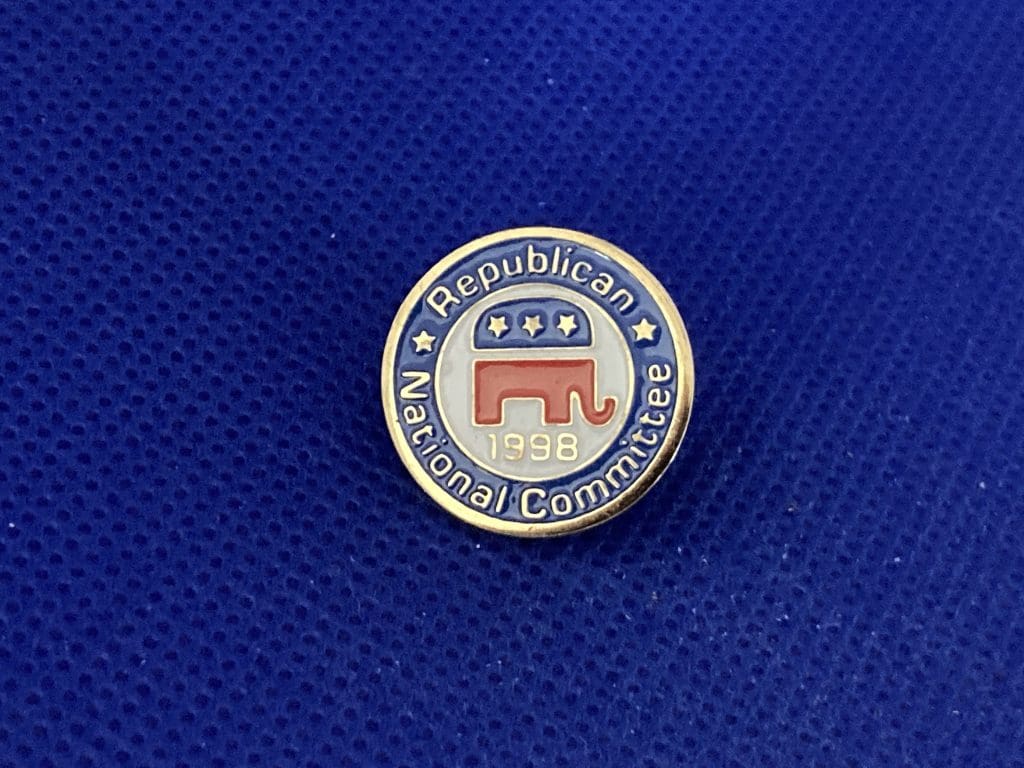 Republican
National Committee
1998